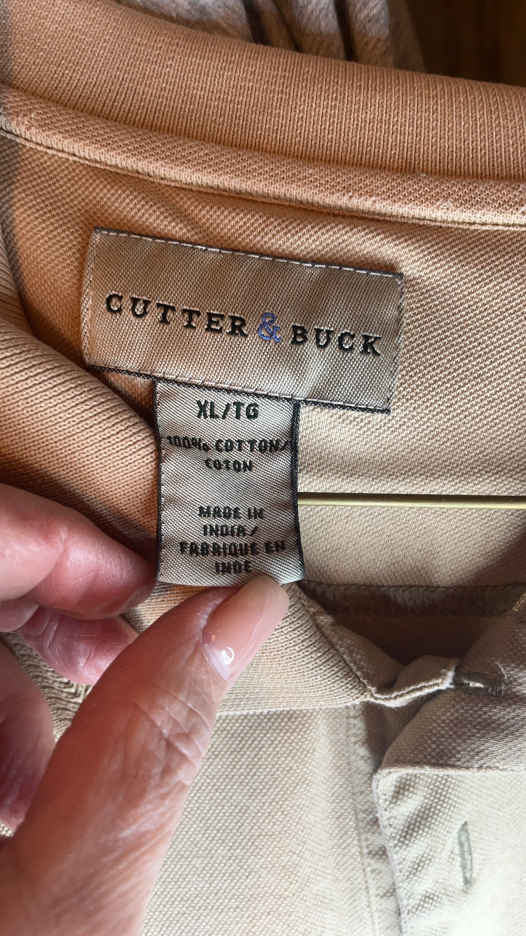 CUTTER & BUCK
XL/TG
100% COTTON/
COTON
MADE IN
INDIA/
FABRIQUE EN
INDE